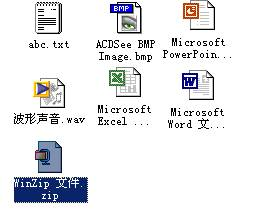 BMP
abc.txt
ACDSee BMP
Image.bmp
Microsoft
PowerPoin...
波形声音.wav
Microsoft
Excel ...
Microsoft
Word 文...
WinZip 文件.
zip